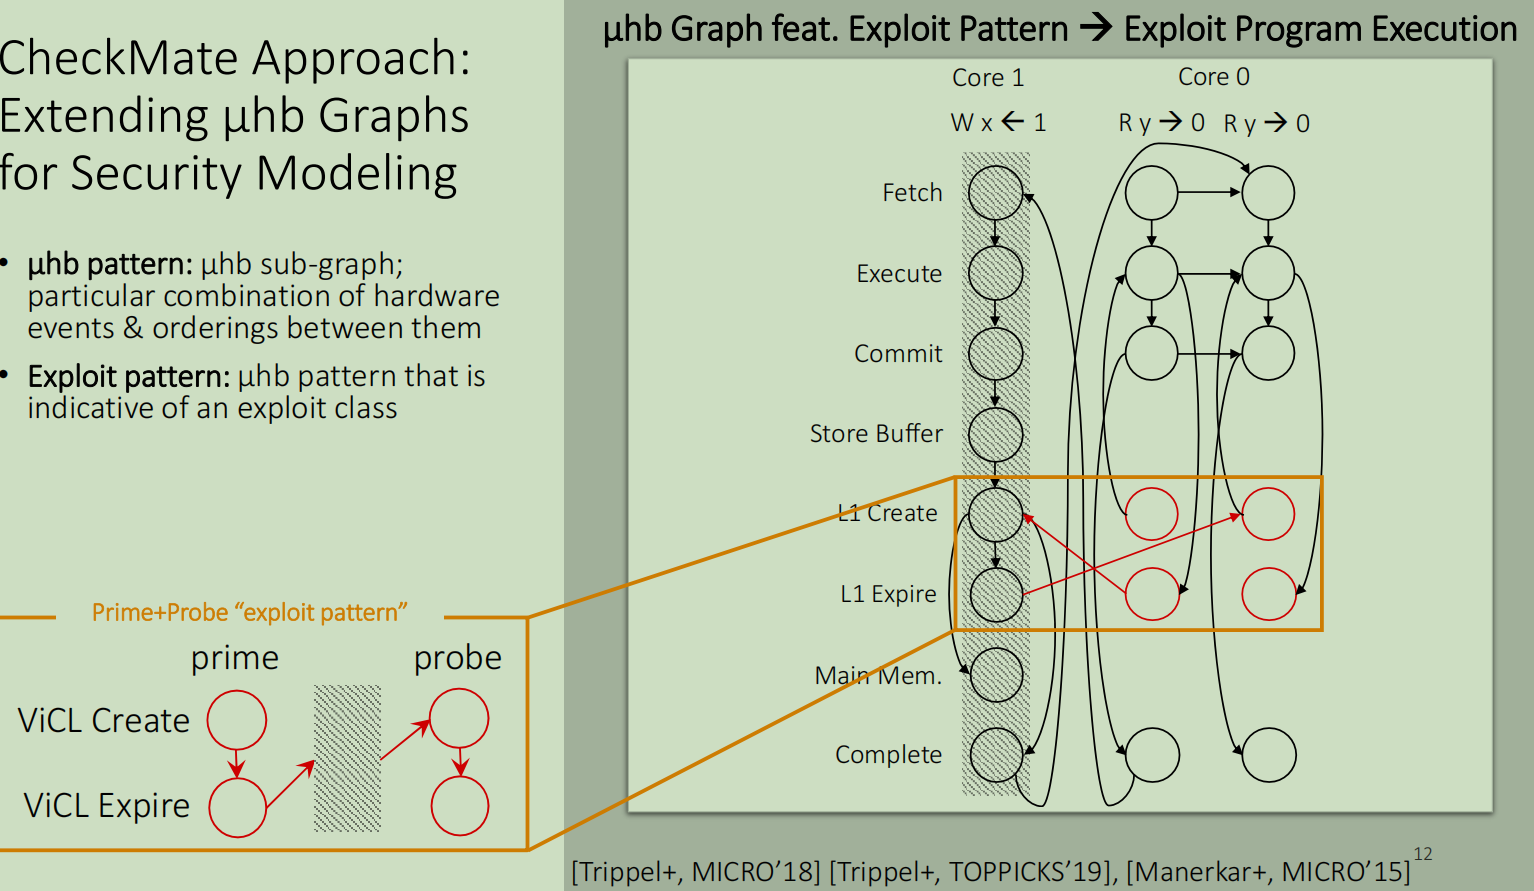 CheckMate Approach:
Extending μhb Graphs
for Security Modeling
• μhb pattern: μhb sub-graph;
particular combination of hardware
events & orderings between them
• Exploit pattern: μhb pattern that is
indicative of an exploit class
Prime+Probe “exploit pattern”
prime probe
ViCL Create
ViCL Expire
μhb Graph feat. Exploit Pattern → Exploit Program Execution
Core 1 Core 0
W x ← 1 R y → 0 R y → 0
Fetch
Execute
Commit
Store Buffer
L1 Create
L1 Expire
Main Mem.
Complete
[Trippel+, MICRO’18] [Trippel+, TOPPICKS’19], [Manerkar+, MICRO’15]
12